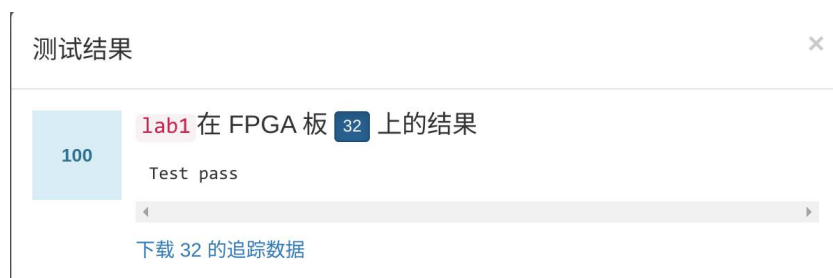 测试结果
×
lab1 在 FPGA 板 32 上的结果
100
Test pass
下载 32 的追踪数据